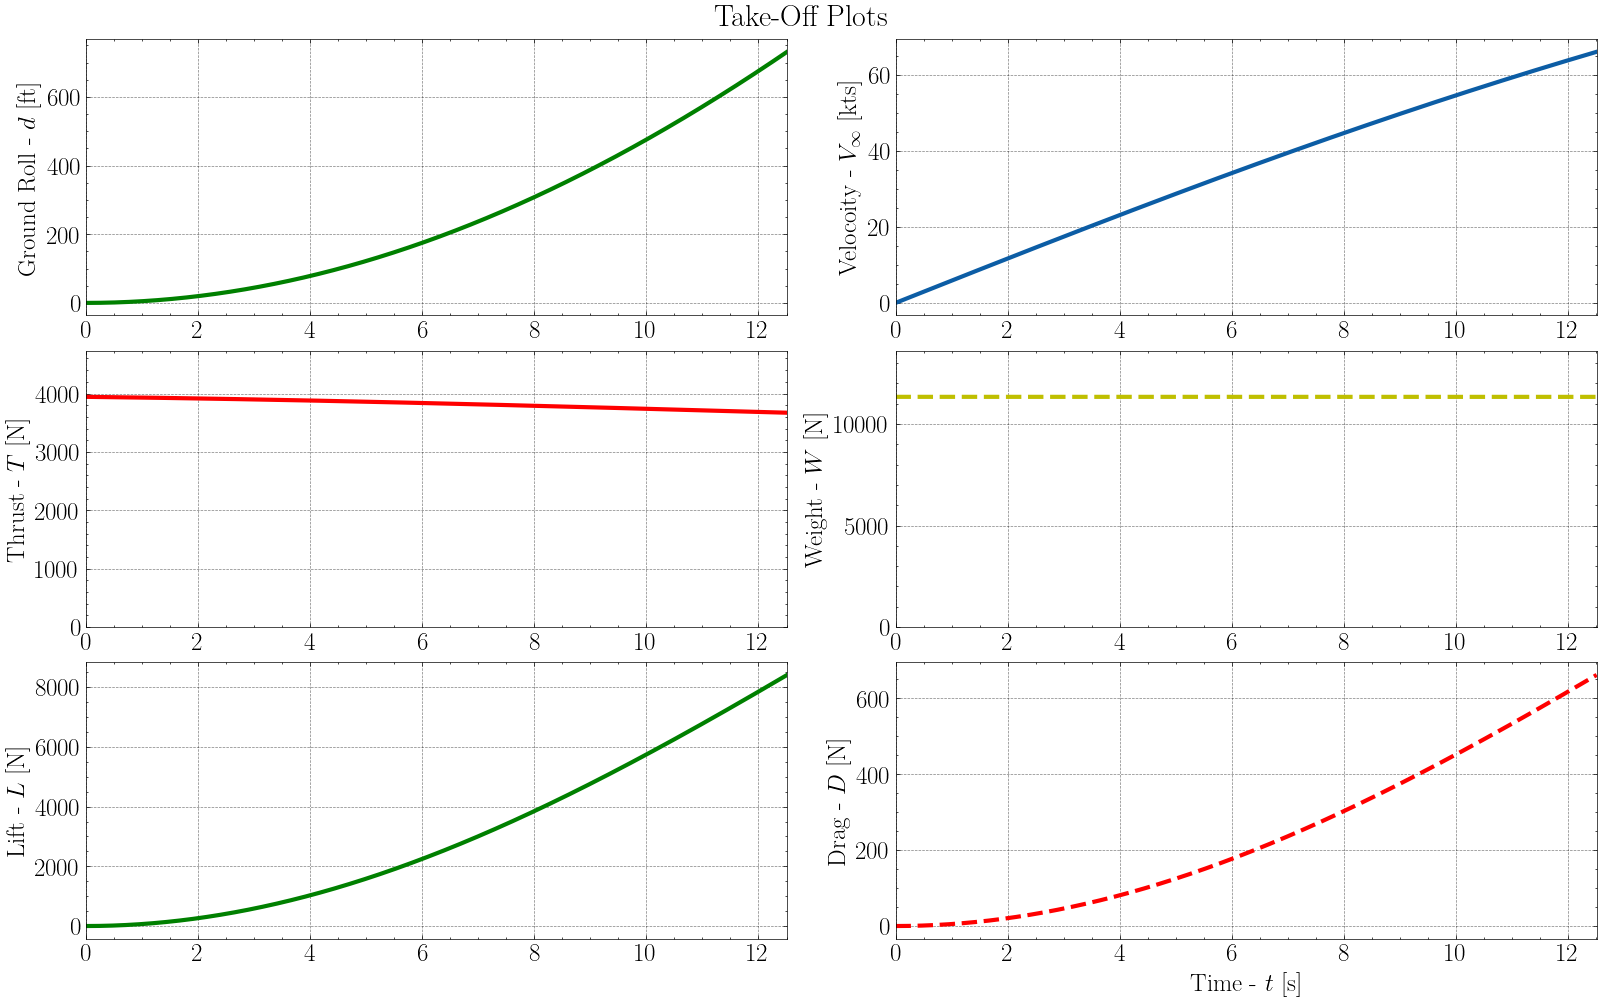 Take-Off Plots
Ground Roll - d [ft]
600
400
200
0
0 2 4 6 8 10 12
Velocoity - V∞ [kts]
60
40
20
0
0 2 4 6 8 10 12
Thrust - T [N]
4000
3000
2000
1000
0
0 2 4 6 8 10 12
Weight - W [N]
10000
5000
0
0 2 4 6 8 10 12
Lift - L [N]
8000
6000
4000
2000
0
0 2 4 6 8 10 12
Drag - D [N]
600
400
200
0
0 2 4 6 8 10 12
Time - t [s]